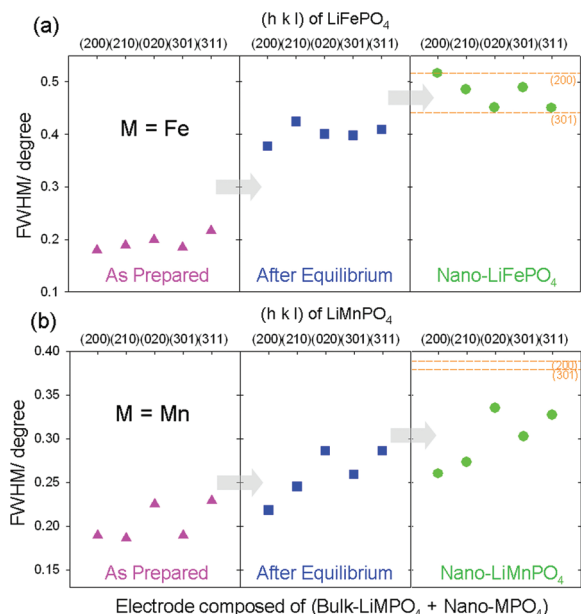 (h k l) of LiFePO4
(a)
(200)(210)(020)(301)(311) (200)(210)(020)(301)(311) (200)(210)(020)(301)(311)
0.5
0.4
0.3
0.2
0.1
FWHM/ degree
M = Fe
(200)
(301)
As Prepared
After Equilibrium
Nano-LiFePO4
(h k l) of LiMnPO4
(b)
(200)(210)(020)(301)(311) (200)(210)(020)(301)(311) (200)(210)(020)(301)(311)
0.40
0.35
0.30
0.25
0.20
0.15
FWHM/ degree
M = Mn
(200)
(301)
As Prepared
After Equilibrium
Nano-LiMnPO4
Electrode composed of (Bulk-LiMPO4 + Nano-MPO4)